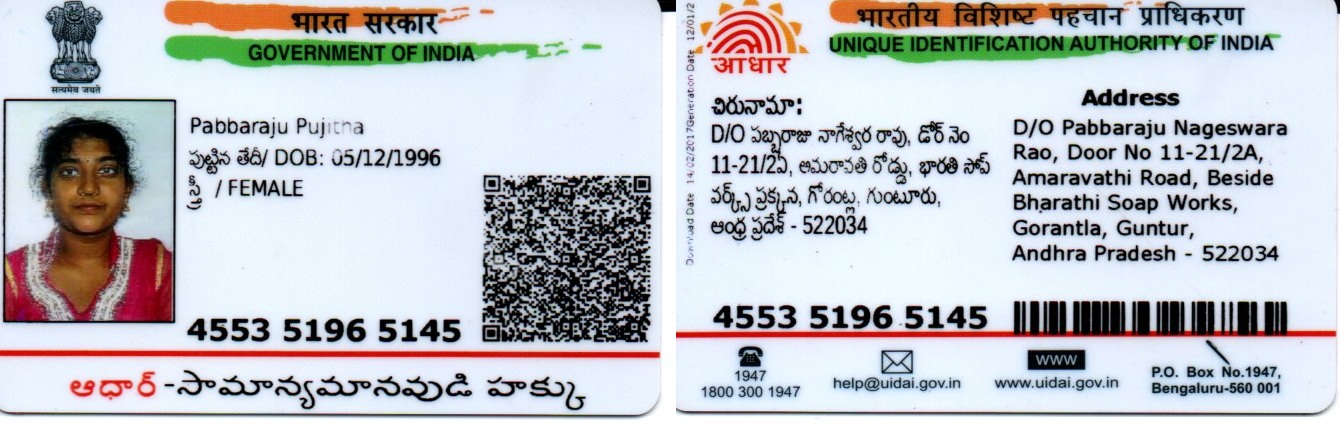 भारत सरकार
GOVERNMENT OF INDIA
सत्यमेव जयते
Pabbaraju Pujitha
పుట్టిన తేదీ/ DOB: 05/12/1996
స్త్రీ / FEMALE
4553 5196 5145
ఆధార్ -సామాన్యమానవుడి హక్కు
भारतीय विशिष्ट पहचान प्राधिकरण
UNIQUE IDENTIFICATION AUTHORITY OF INDIA
आधार
Download Date 14/02/2017 Generation Date 12/01/2
చిరునామా:
D/O పబ్బరాజు నాగేశ్వర రావు, డోర్ నెం
11-21/2ఏ, అమరావతి రోడ్డు, భారతి సోప్
వర్క్స్ ప్రక్కన, గోరంట్ల, గుంటూరు,
ఆంధ్ర ప్రదేశ్ - 522034
Address
D/O Pabbaraju Nageswara
Rao, Door No 11-21/2A,
Amaravathi Road, Beside
Bharathi Soap Works,
Gorantla, Guntur,
Andhra Pradesh - 522034
4553 5196 5145
1947
1800 300 1947
help@uidai.gov.in
www
www.uidai.gov.in
P.O. Box No.1947,
Bengaluru-560 001